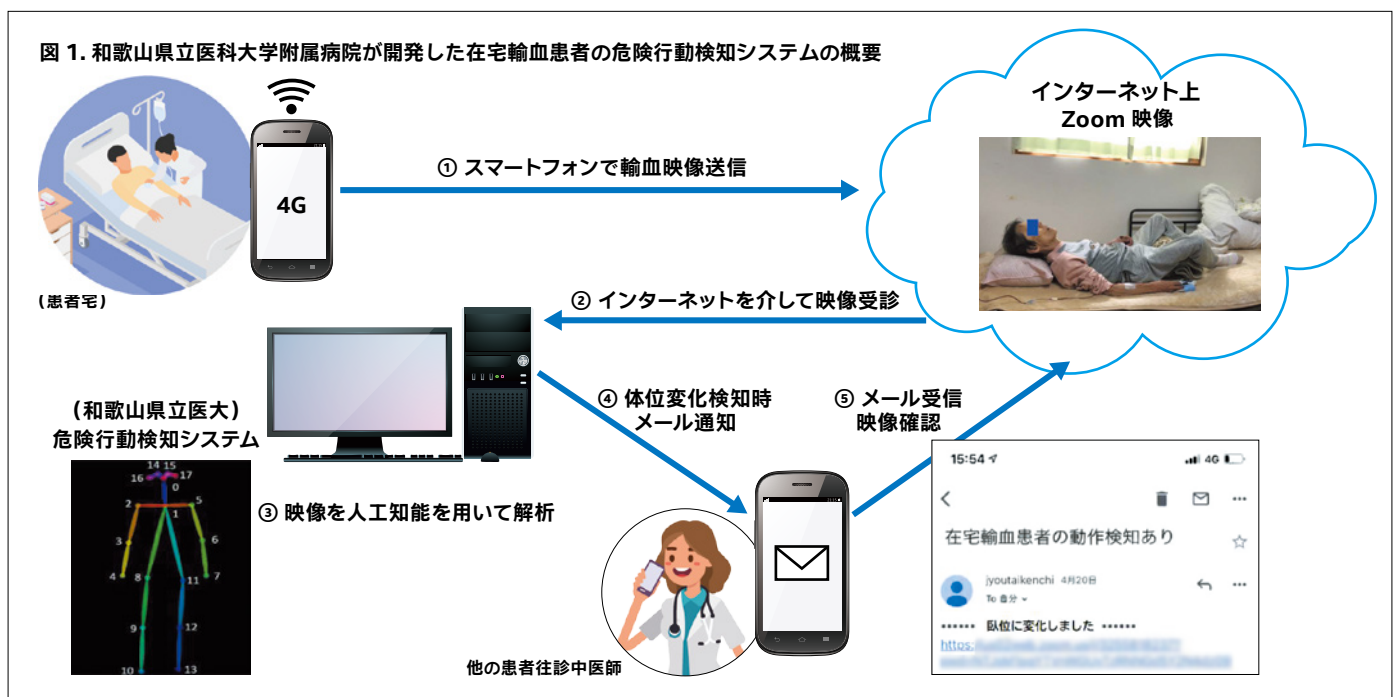 図 1. 和歌山県立医科大学附属病院が開発した在宅輸血患者の危険行動検知システムの概要
インターネット上
Zoom 映像
4G
① スマートフォンで輸血映像送信
(患者宅)
② インターネットを介して映像受診
(和歌山県立医大)
危険行動検知システム
④ 体位変化検知時
メール通知
⑤ メール受信
映像確認
14 15
16 17
0
2 5
1
3 6
4 8 11 7
9 12
10 13
③ 映像を人工知能を用いて解析
他の患者往診中医師
15:54
4G
在宅輸血患者の動作検知あり
jyoutaikenchi 4月20日
To 自分
•••••• 臥位に変化しました ••••••
https: